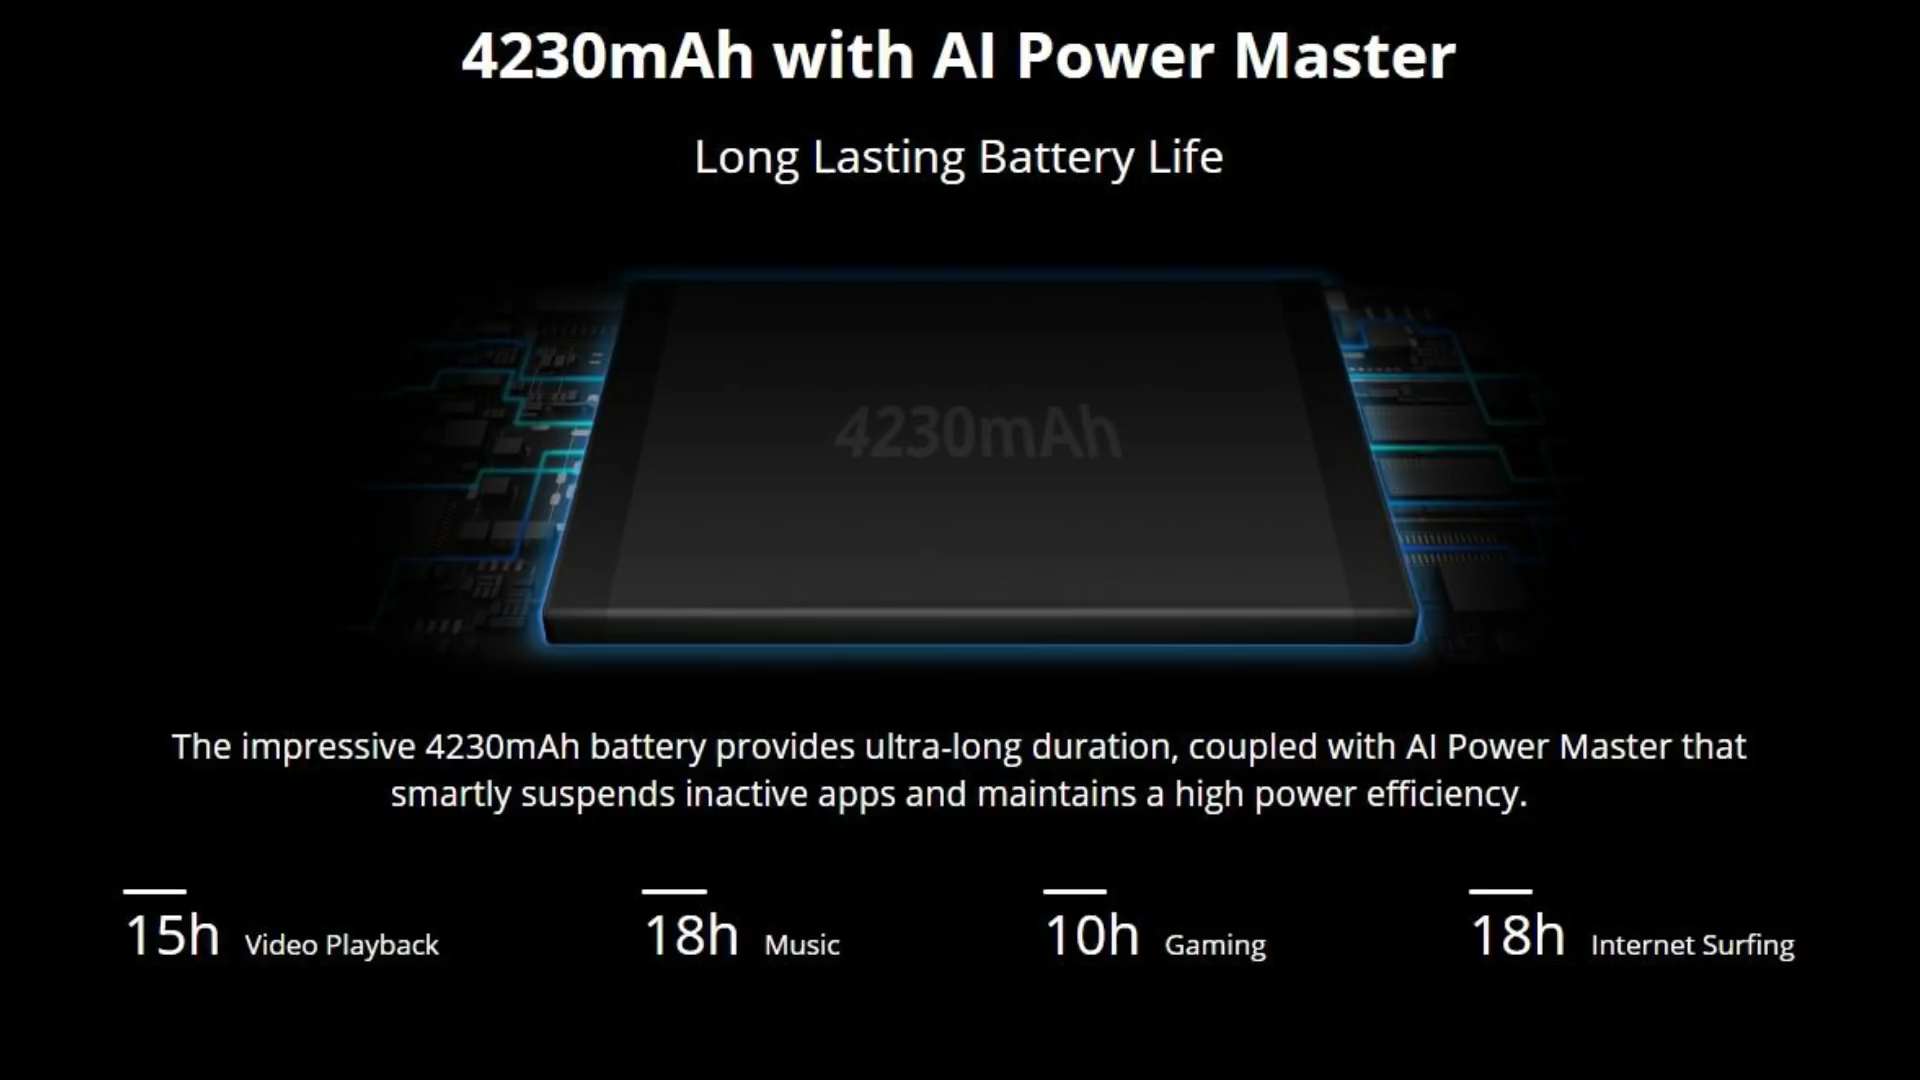 4230mAh with AI Power Master
Long Lasting Battery Life
4230mAh
The impressive 4230mAh battery provides ultra-long duration, coupled with AI Power Master that
smartly suspends inactive apps and maintains a high power efficiency.
15h Video Playback
18h Music
10h Gaming
18h Internet Surfing